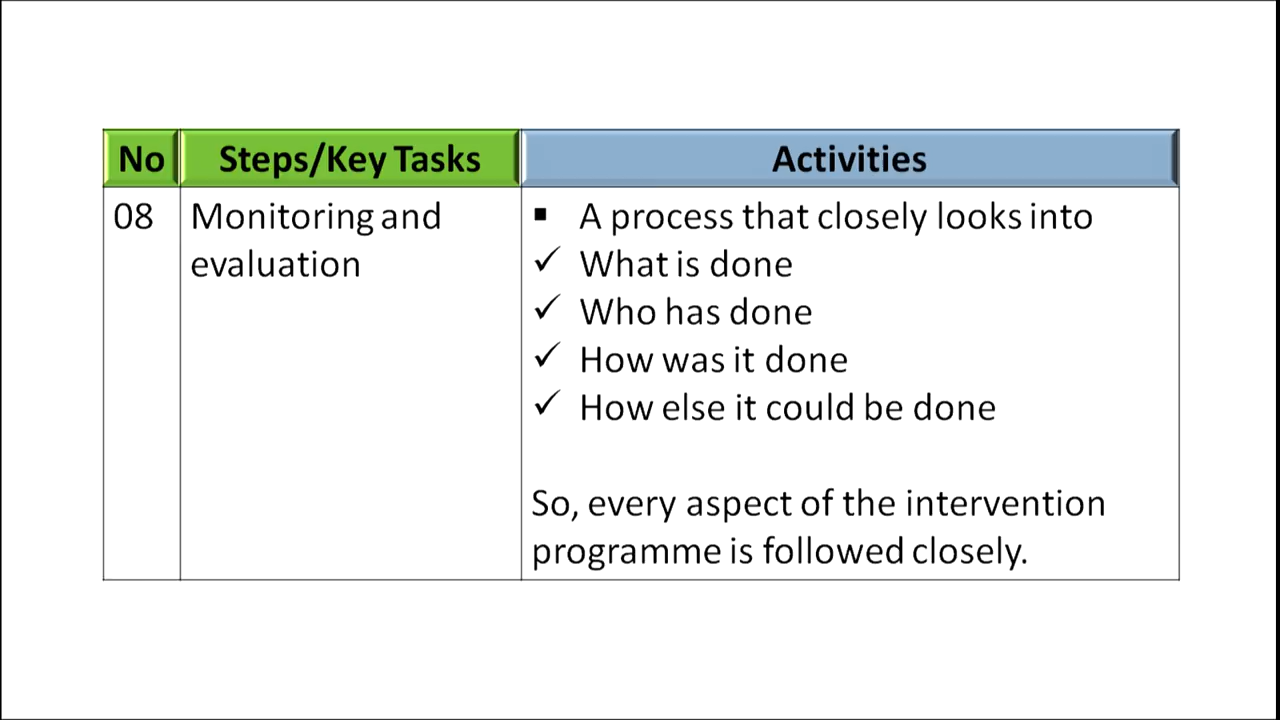 No Steps/Key Tasks Activities
08 Monitoring and
evaluation
▪ A process that closely looks into
✓ What is done
✓ Who has done
✓ How was it done
✓ How else it could be done
So, every aspect of the intervention
programme is followed closely.